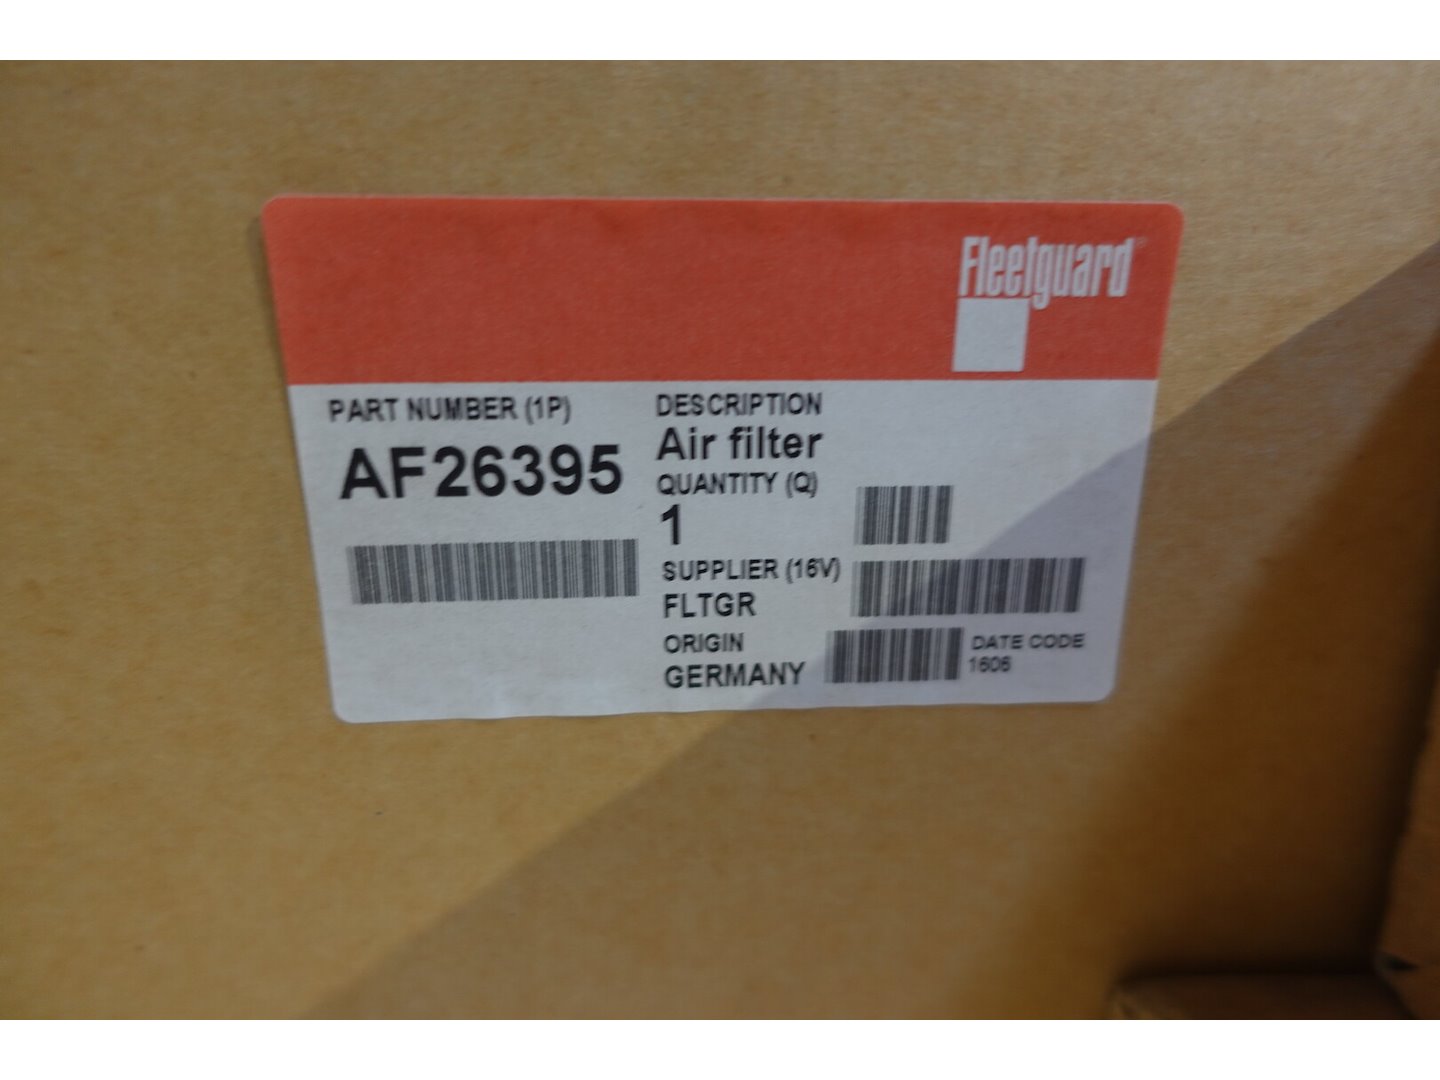 Fleetguard®
PART NUMBER (1P)
AF26395
DESCRIPTION
Air filter
QUANTITY (Q)
1
SUPPLIER (16V)
FLTGR
ORIGIN
GERMANY
DATE CODE
1606